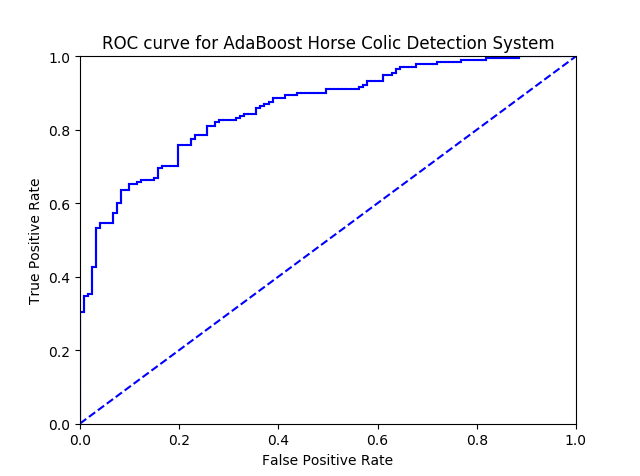 ROC curve for AdaBoost Horse Colic Detection System
1.0
0.8
0.6
0.4
0.2
0.0
True Positive Rate
0.0 0.2 0.4 0.6 0.8 1.0
False Positive Rate